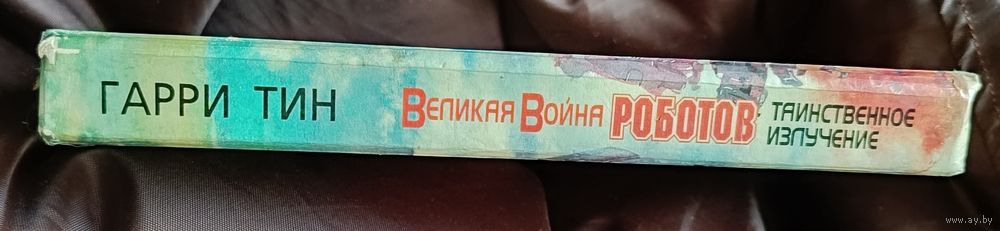 ГАРРИ ТИН
ВЕЛИКАЯ ВОЙНА РОБОТОВ
ТАИНСТВЕННОЕ
ИЗЛУЧЕНИЕ
www.ay.by